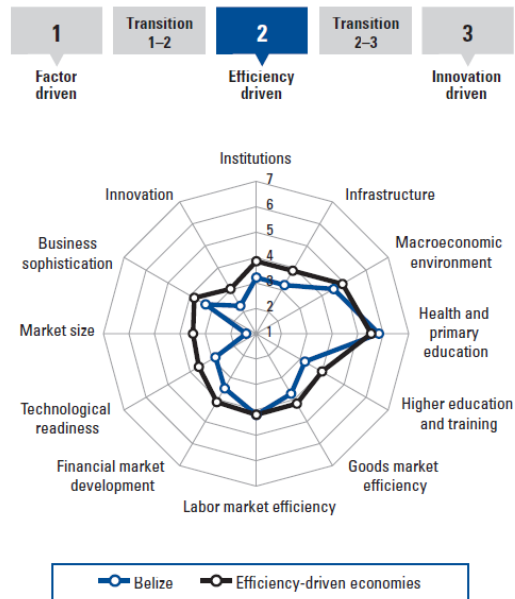 1
Transition
1–2
2
Transition
2–3
3
Factor
driven
Efficiency
driven
Innovation
driven
Institutions
7
6
5
4
3
2
1
Infrastructure
Macroeconomic
environment
Health and
primary
education
Higher education
and training
Goods market
efficiency
Labor market efficiency
Financial market
development
Technological
readiness
Market size
Business
sophistication
Innovation
Belize
Efficiency-driven economies